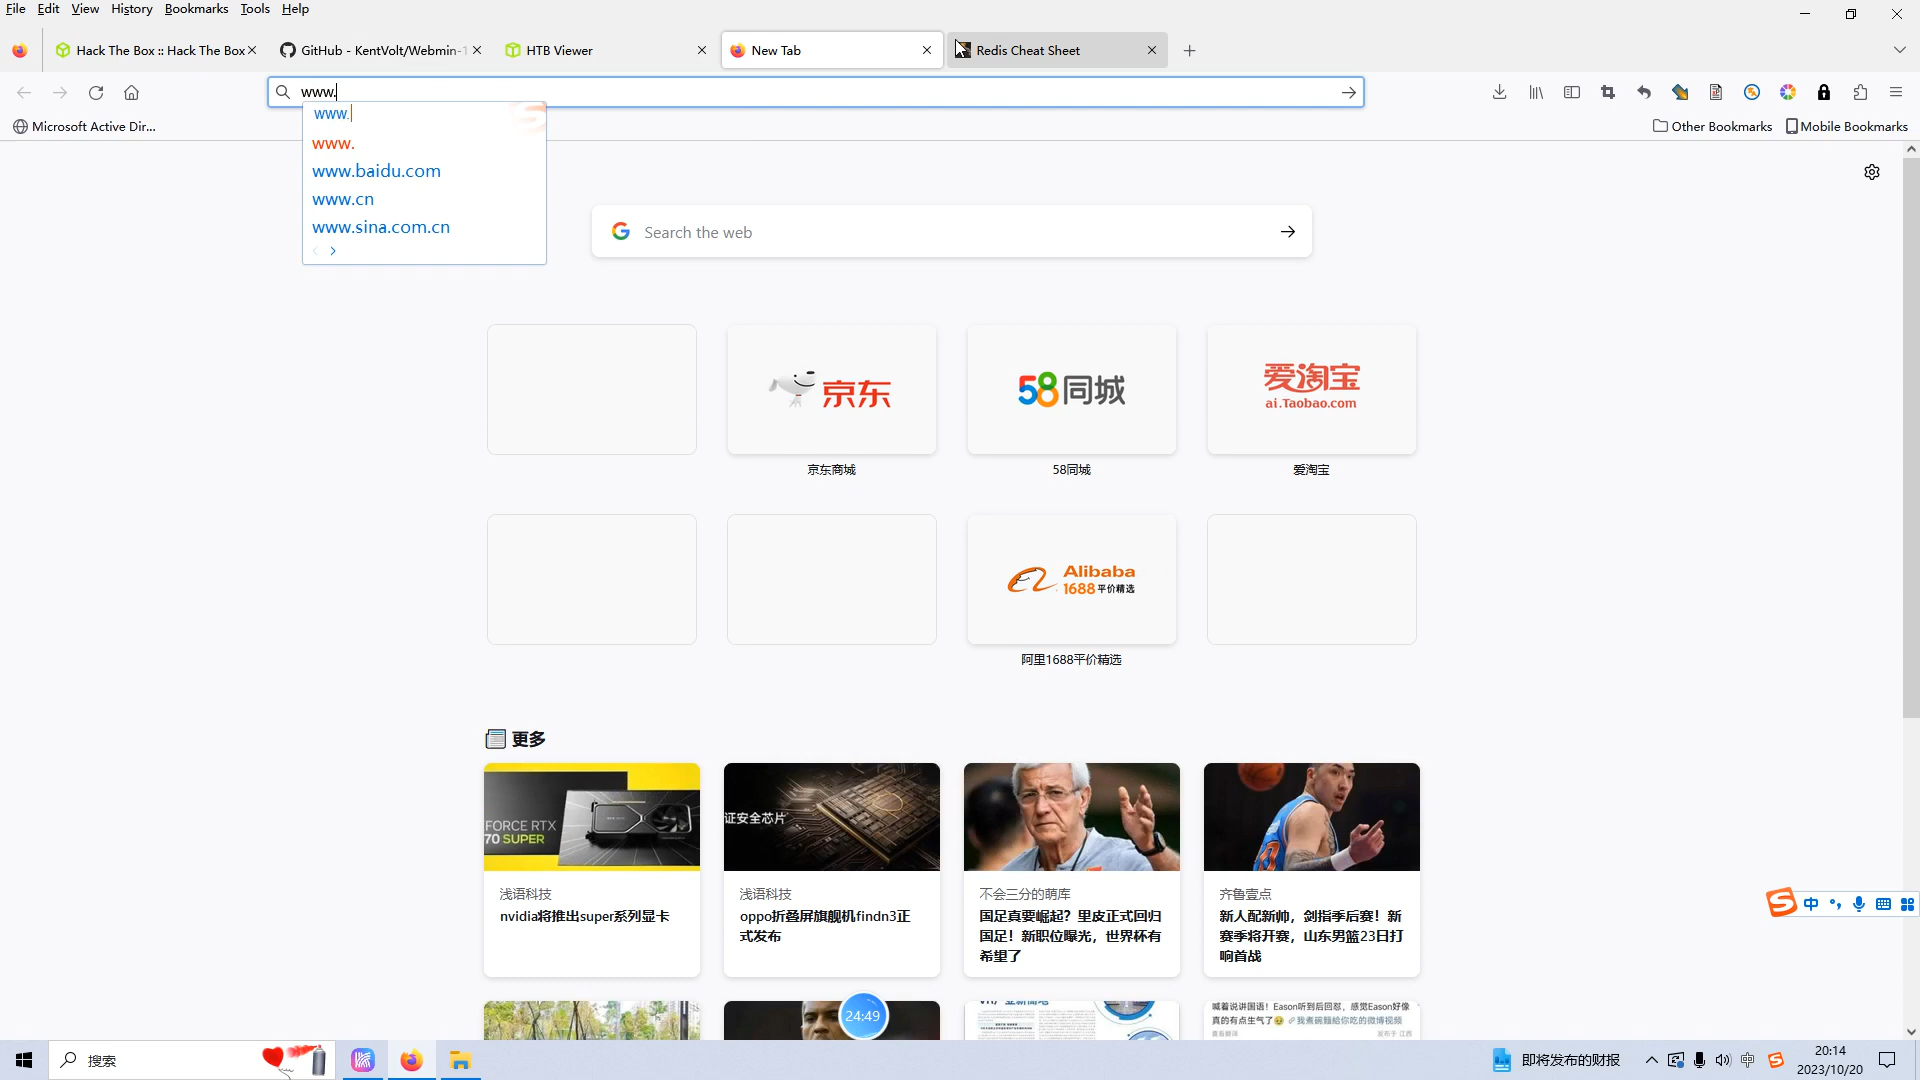 File Edit View History Bookmarks Tools Help
Hack The Box :: Hack The Box
GitHub - KentVolt/Webmin-
HTB Viewer
New Tab
Redis Cheat Sheet
www.
Microsoft Active Dir...
Other Bookmarks
Mobile Bookmarks
www.
www.
www.baidu.com
www.cn
www.sina.com.cn
Search the web
京东
58同城
爱淘宝
ai.Taobao.com
京东商城
58同城
爱淘宝
Alibaba
1688平价精选
阿里1688平价精选
更多
FORCE RTX
70 SUPER
证安全芯片
浅语科技
nvidia将推出super系列显卡
浅语科技
oppo折叠屏旗舰机findn3正
式发布
不会三分的萌库
国足真要崛起？里皮正式回归
国足！新职位曝光，世界杯有
希望了
齐鲁壹点
新人配新帅，剑指季后赛！新
赛季将开赛，山东男篮23日打
响首战
24:49
喊着说讲国语！Eason听到后回怼，感觉Eason好像
真的有点生气了 我煮碗麵給你吃的微博视频
搜索
即将发布的财报
中
中
20:14
2023/10/20